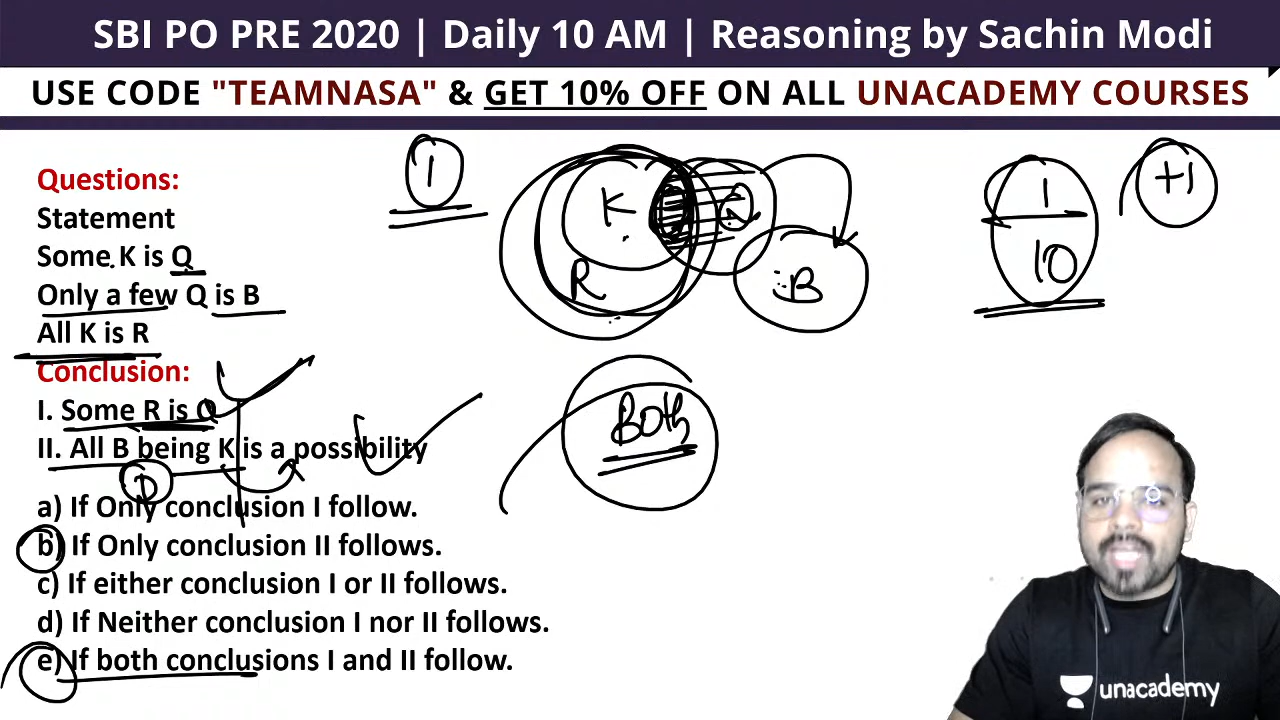 SBI PO PRE 2020 | Daily 10 AM | Reasoning by Sachin Modi
USE CODE "TEAMNASA" & GET 10% OFF ON ALL UNACADEMY COURSES
1
K
R
B
1
10
+1
Questions:
Statement
Some K is Q
Only a few Q is B
All K is R
Conclusion:
I. Some R is Q
II. All B being K is a possibility
Both
a) If Only conclusion I follow.
b) If Only conclusion II follows.
c) If either conclusion I or II follows.
d) If Neither conclusion I nor II follows.
e) If both conclusions I and II follow.
unacademy